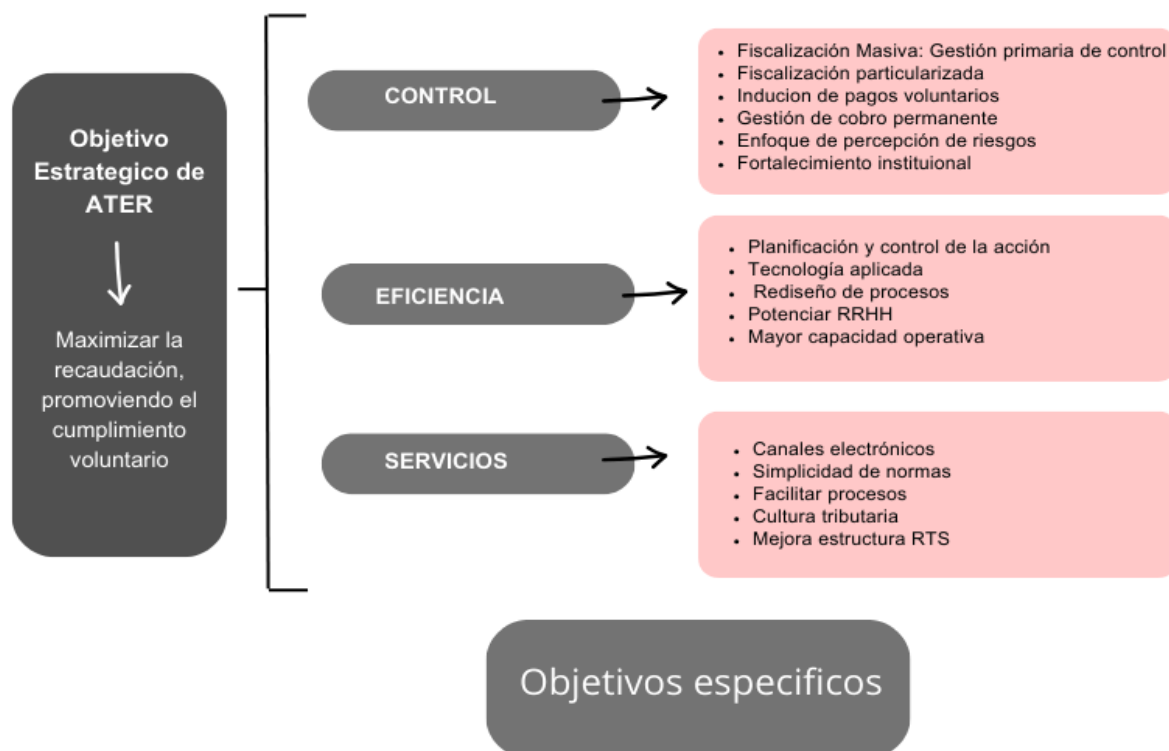 Objetivo
Estrategico de
ATER
Maximizar la
recaudación,
promoviendo el
cumplimiento
voluntario
CONTROL
• Fiscalización Masiva: Gestión primaria de control
• Fiscalización particularizada
• Inducion de pagos voluntarios
• Gestión de cobro permanente
• Enfoque de percepción de riesgos
• Fortalecimiento instituional
EFICIENCIA
• Planificación y control de la acción
• Tecnología aplicada
• Rediseño de procesos
• Potenciar RRHH
• Mayor capacidad operativa
SERVICIOS
• Canales electrónicos
• Simplicidad de normas
• Facilitar procesos
• Cultura tributaria
• Mejora estructura RTS
Objetivos especificos